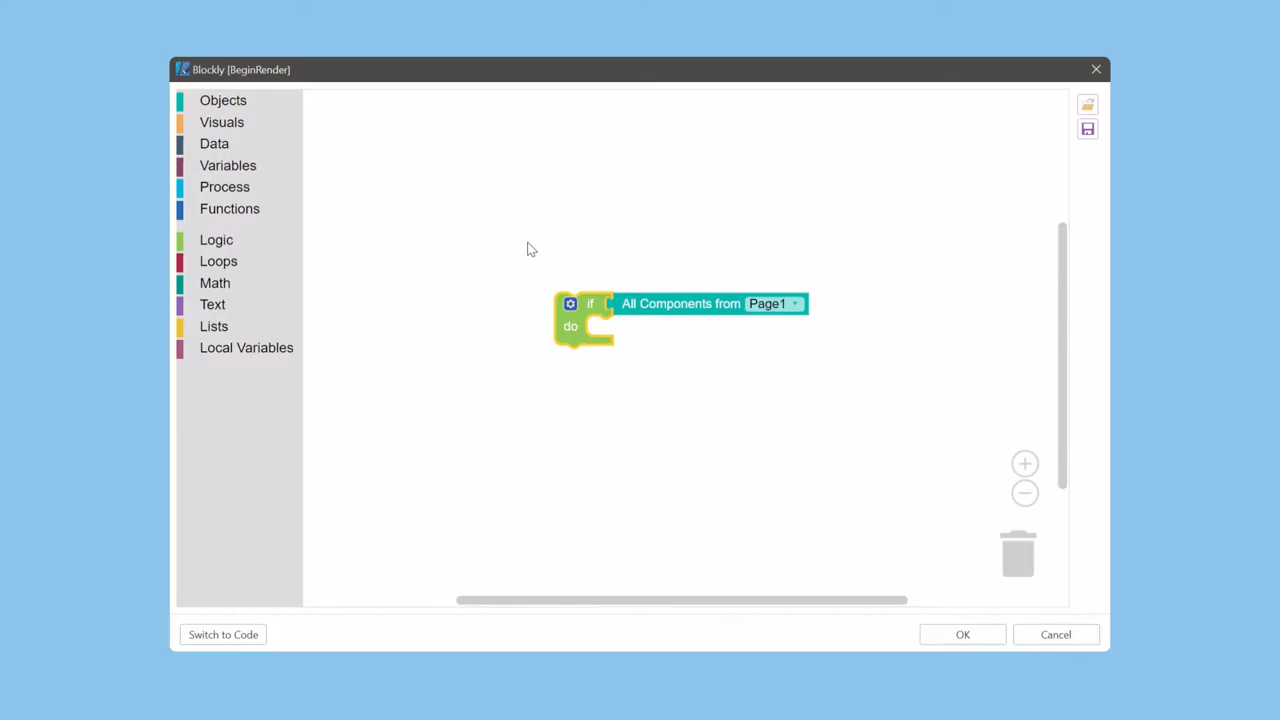 Blockly [BeginRender]
Objects
Visuals
Data
Variables
Process
Functions
Logic
Loops
Math
Text
Lists
Local Variables
if All Components from Page1
do
Switch to Code
OK
Cancel